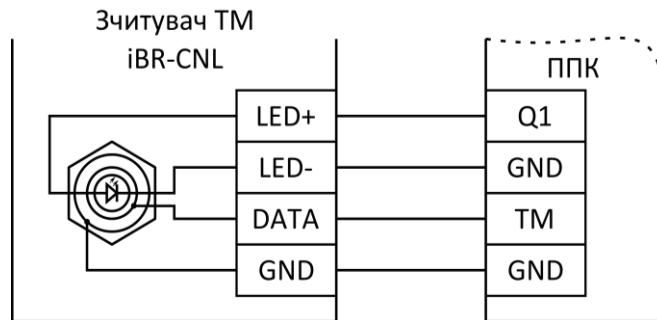 Зчитувач ТМ
iBR-CNL
ППК
LED+
Q1
LED-
GND
DATA
TM
GND
GND